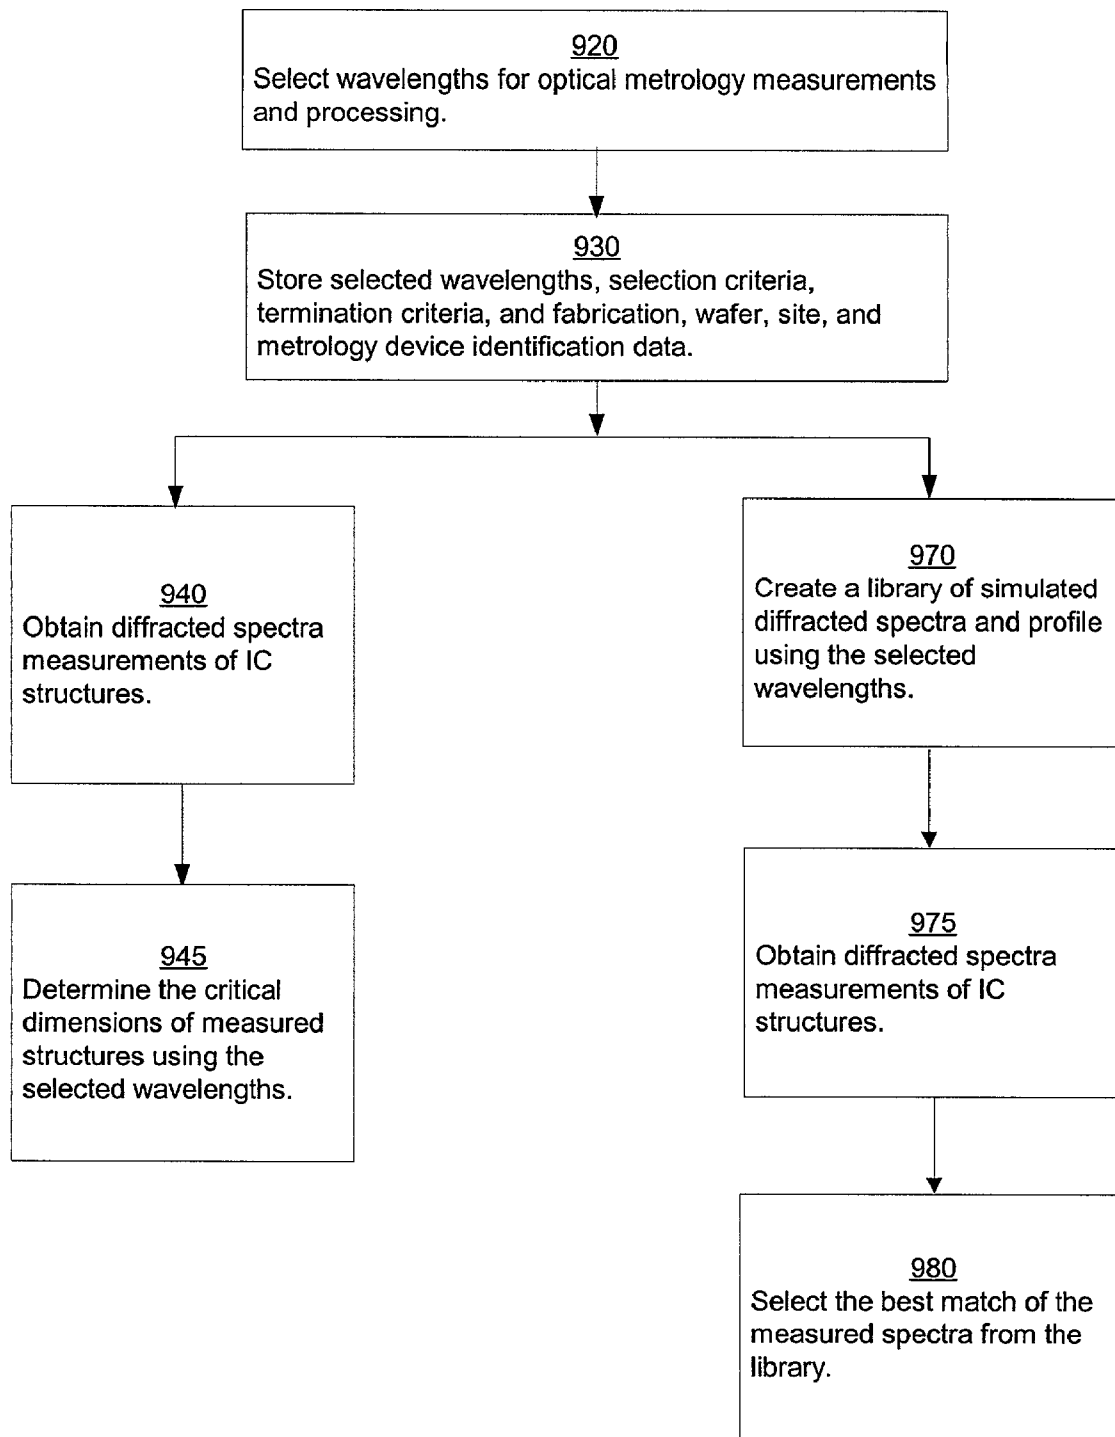 920
Select wavelengths for optical metrology measurements
and processing.
930
Store selected wavelengths, selection criteria,
termination criteria, and fabrication, wafer, site, and
metrology device identification data.
940
Obtain diffracted spectra
measurements of IC
structures.
945
Determine the critical
dimensions of measured
structures using the
selected wavelengths.
970
Create a library of simulated
diffracted spectra and profile
using the selected
wavelengths.
975
Obtain diffracted spectra
measurements of IC
structures.
980
Select the best match of the
measured spectra from the
library.